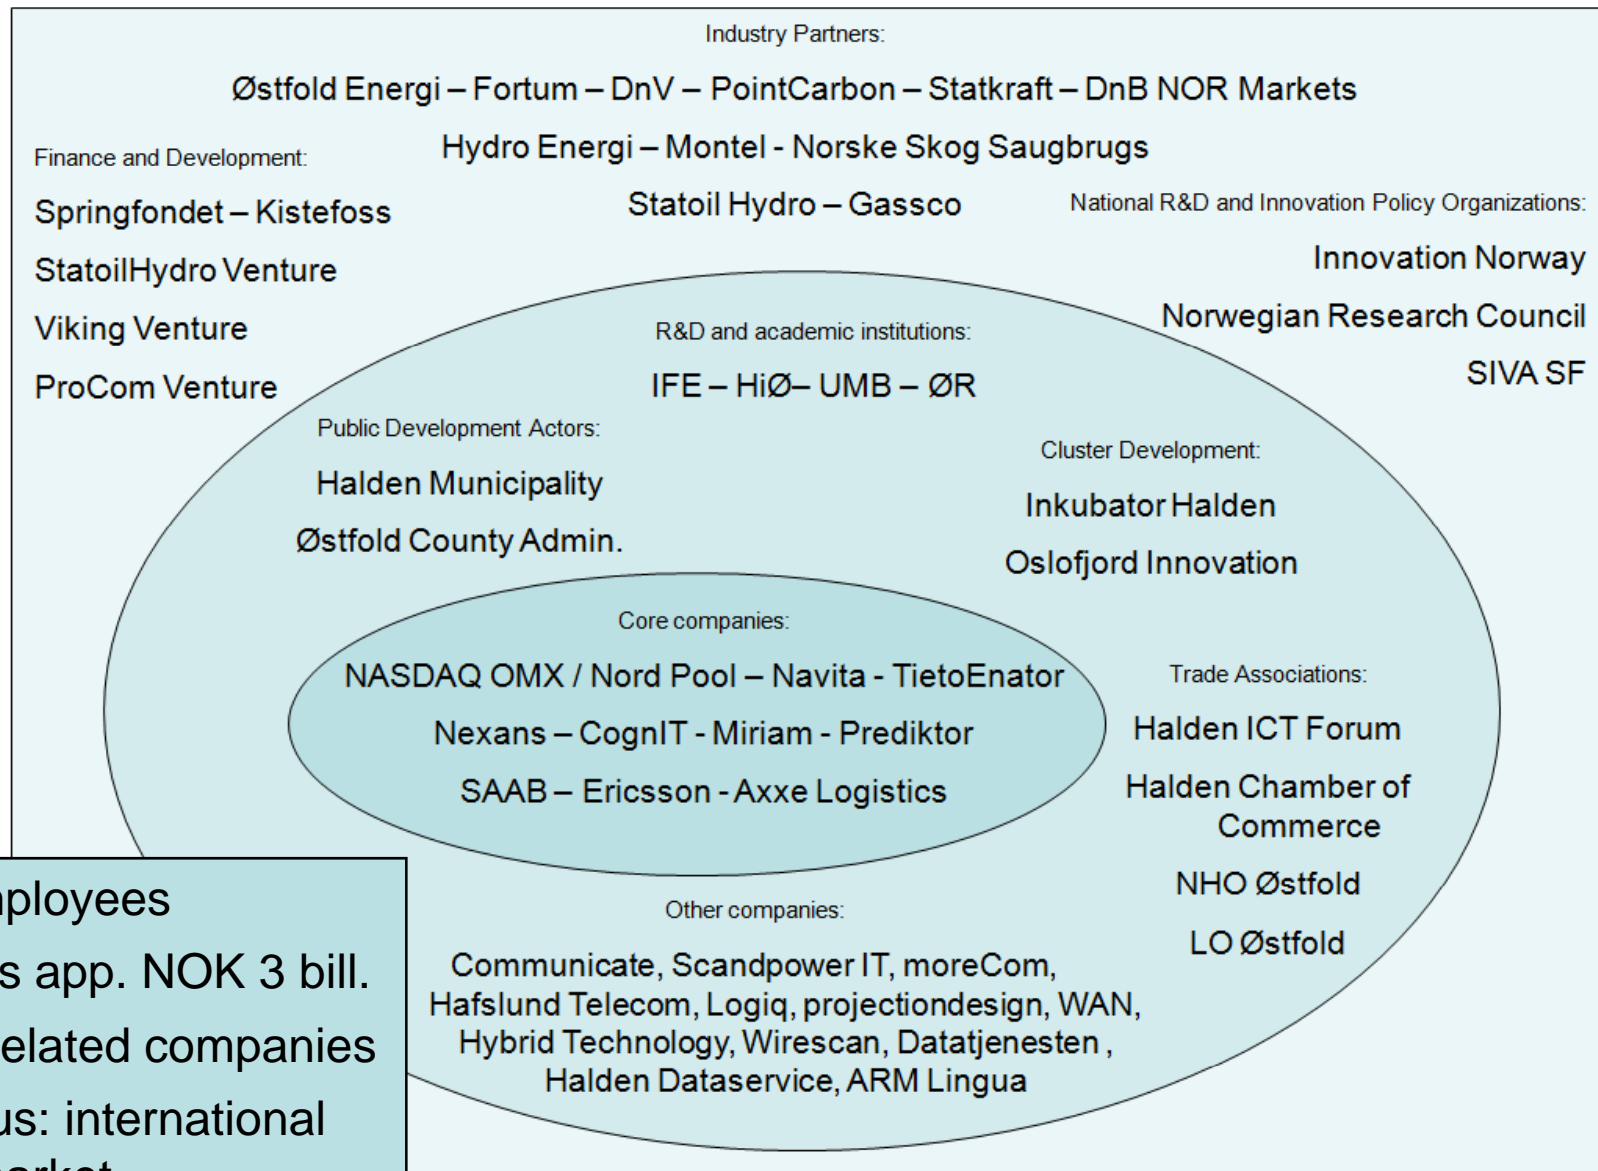 Industry Partners:
Østfold Energi – Fortum – DnV – PointCarbon – Statkraft – DnB NOR Markets
Hydro Energi – Montel - Norske Skog Saugbrugs
Statoil Hydro – Gassco
Finance and Development:
Springfondet – Kistefoss
StatoilHydro Venture
Viking Venture
ProCom Venture
National R&D and Innovation Policy Organizations:
Innovation Norway
Norwegian Research Council
SIVA SF
R&D and academic institutions:
IFE – HiØ– UMB – ØR
Public Development Actors:
Halden Municipality
Østfold County Admin.
Cluster Development:
Inkubator Halden
Oslofjord Innovation
Core companies:
NASDAQ OMX / Nord Pool – Navita - TietoEnator
Nexans – CognIT - Miriam - Prediktor
SAAB – Ericsson - Axxe Logistics
Trade Associations:
Halden ICT Forum
Halden Chamber of
Commerce
NHO Østfold
LO Østfold
Other companies:
Communicate, Scandpower IT, moreCom,
Hafslund Telecom, Logiq, projectiondesign, WAN,
Hybrid Technology, Wirescan, Datatjenesten ,
Halden Dataservice, ARM Lingua
app. NOK 3 bill.
companies
international